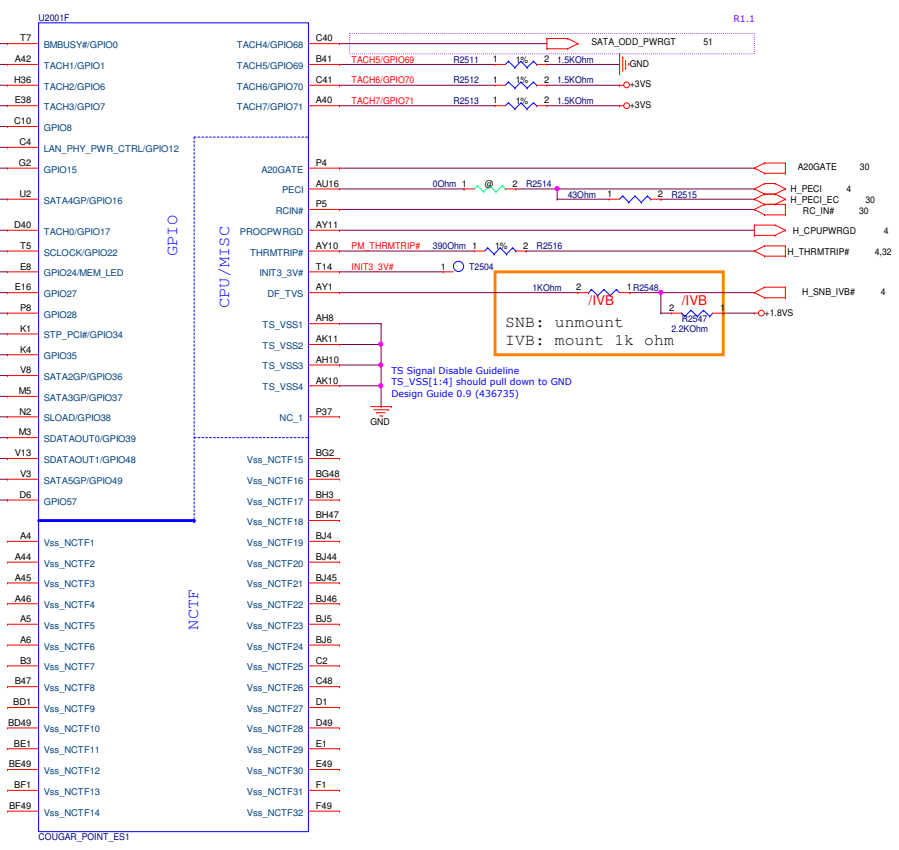 U2001F
R1.1
T7 BMBUSY#/GPIO0 TACH4/GPIO68 C40 SATA_ODD_PWRGT 51
A42 TACH1/GPIO1 TACH5/GPIO69 B41 TACH5/GPIO69 R2511 1 1% 2 1.5KOhm GND
H36 TACH2/GPIO6 TACH6/GPIO70 C41 TACH6/GPIO70 R2512 1 1% 2 1.5KOhm +3VS
E38 TACH3/GPIO7 TACH7/GPIO71 A40 TACH7/GPIO71 R2513 1 1% 2 1.5KOhm +3VS
C10 GPIO8
C4 LAN_PHY_PWR_CTRL/GPIO12
G2 GPIO15 A20GATE P4 A20GATE 30
PECI AU16 0Ohm 1 @ 2 R2514 H_PECI 4
U2 SATA4GP/GPIO16 43Ohm 1 2 R2515 H_PECI_EC 30
RCIN# P5 RC_IN# 30
D40 TACH0/GPIO17 PROCPWRGD AY11 H_CPUPWRGD 4
T5 SCLOCK/GPIO22 THRMTRIP# AY10 PM_THRMTRIP# 390Ohm 1 1% 2 R2516 H_THRMTRIP# 4,32
GPIO
CPU/MISC
E8 GPIO24/MEM_LED INIT3_3V# T14 INIT3_3V# 1 T2504
E16 GPIO27 DF_TVS AY1 1KOhm 2 1 R2548 /IVB /IVB H_SNB_IVB# 4
P8 GPIO28 2 R2547 1 +1.8VS
2.2KOhm
SNB: unmount
IVB: mount 1k ohm
TS_VSS1 AH8
K1 STP_PCI#/GPIO34 TS_VSS2 AK11
K4 GPIO35 TS_VSS3 AH10
V8 SATA2GP/GPIO36 TS_VSS4 AK10
TS Signal Disable Guideline
TS_VSS[1:4] should pull down to GND
Design Guide 0.9 (436735)
M5 SATA3GP/GPIO37
N2 SLOAD/GPIO38 NC_1 P37 GND
M3 SDATAOUT0/GPIO39
V13 SDATAOUT1/GPIO48 Vss_NCTF15 BG2
V3 SATA5GP/GPIO49 Vss_NCTF16 BG48
D6 GPIO57 Vss_NCTF17 BH3
Vss_NCTF18 BH47
A4 Vss_NCTF1 Vss_NCTF19 BJ4
A44 Vss_NCTF2 Vss_NCTF20 BJ44
A45 Vss_NCTF3 Vss_NCTF21 BJ45
NCTF
A46 Vss_NCTF4 Vss_NCTF22 BJ46
A5 Vss_NCTF5 Vss_NCTF23 BJ5
A6 Vss_NCTF6 Vss_NCTF24 BJ6
B3 Vss_NCTF7 Vss_NCTF25 C2
B47 Vss_NCTF8 Vss_NCTF26 C48
BD1 Vss_NCTF9 Vss_NCTF27 D1
BD49 Vss_NCTF10 Vss_NCTF28 D49
BE1 Vss_NCTF11 Vss_NCTF29 E1
BE49 Vss_NCTF12 Vss_NCTF30 E49
BF1 Vss_NCTF13 Vss_NCTF31 F1
BF49 Vss_NCTF14 Vss_NCTF32 F49
COUGAR_POINT_ES1